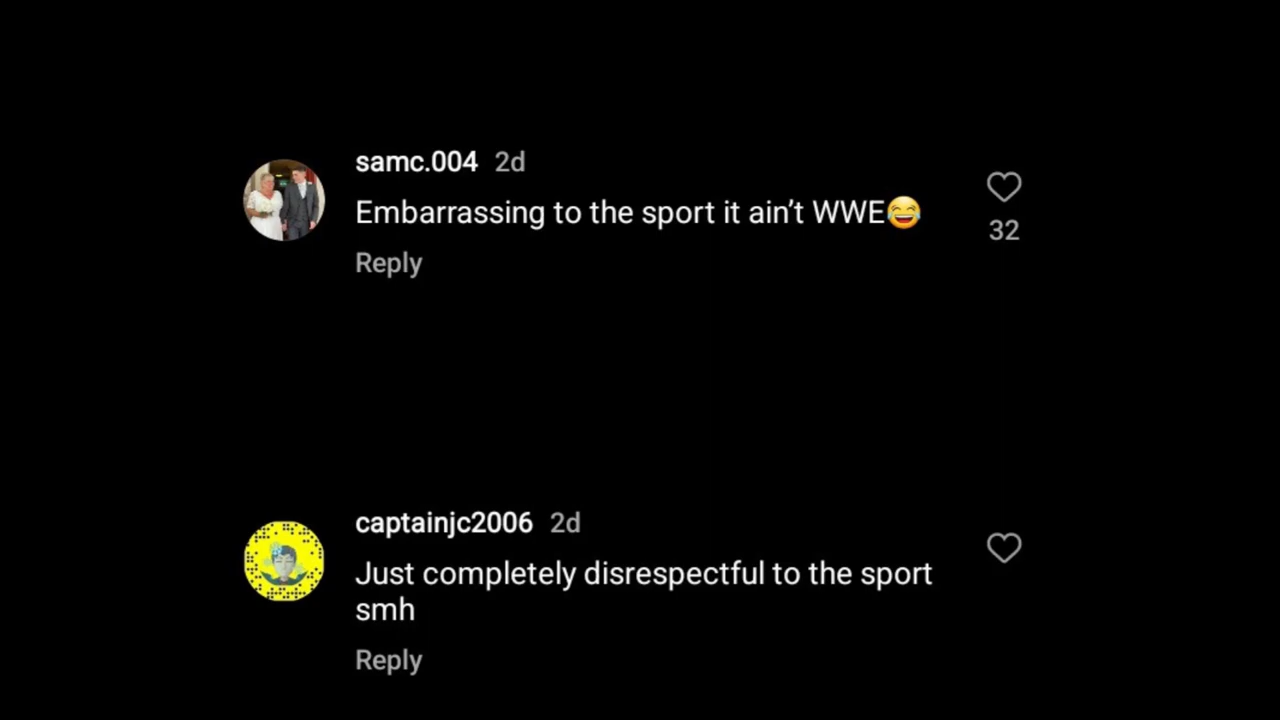 samc.004 2d
Embarrassing to the sport it ain’t WWE😂
32
Reply
captainjc2006 2d
Just completely disrespectful to the sport
smh
Reply